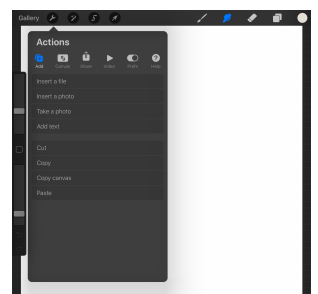 Gallery
Actions
Add Canvas Share Video Prefs Help
Insert a file
Insert a photo
Take a photo
Add text
Cut
Copy
Copy canvas
Paste